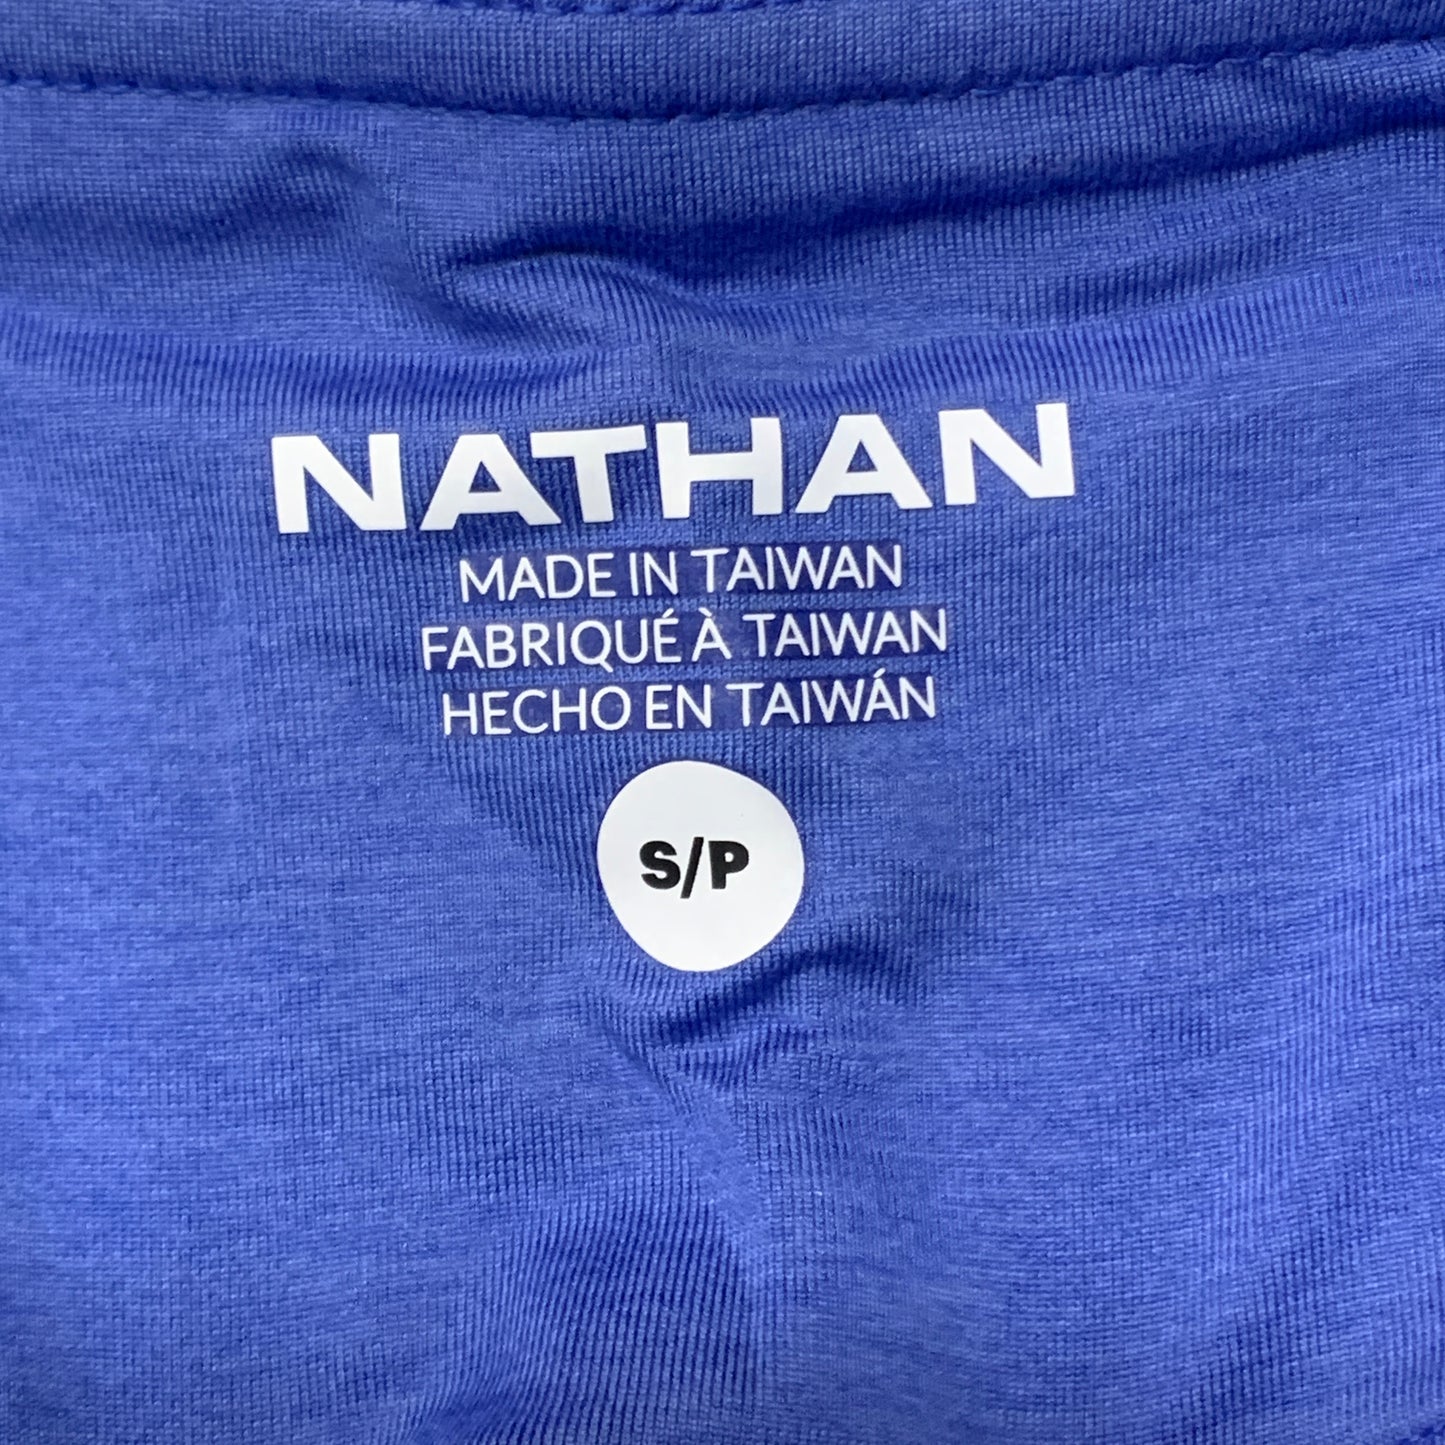 NATHAN
MADE IN TAIWAN
FABRIQUÉ À TAIWAN
HECHO EN TAIWÁN
S/P